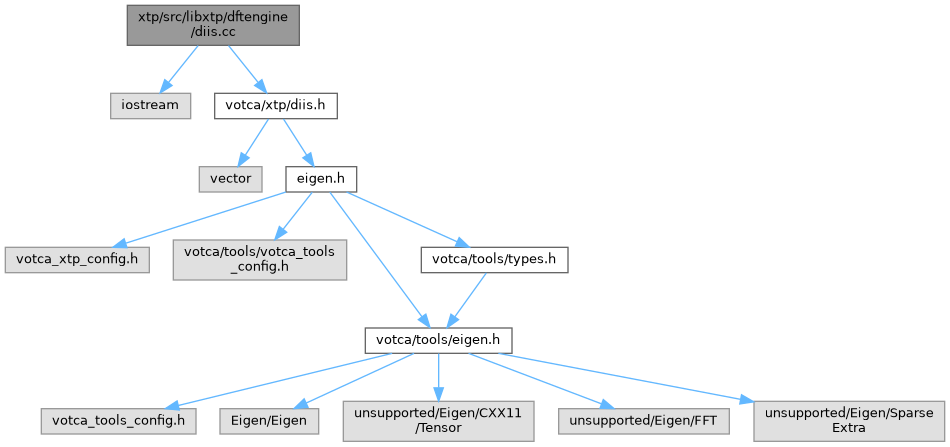 xtp/src/libxtp/dftengine
/diis.cc
iostream
votca/xtp/diis.h
vector
eigen.h
votca_xtp_config.h
votca/tools/votca_tools
_config.h
votca/tools/types.h
votca/tools/eigen.h
votca_tools_config.h
Eigen/Eigen
unsupported/Eigen/CXX11
/Tensor
unsupported/Eigen/FFT
unsupported/Eigen/Sparse
Extra